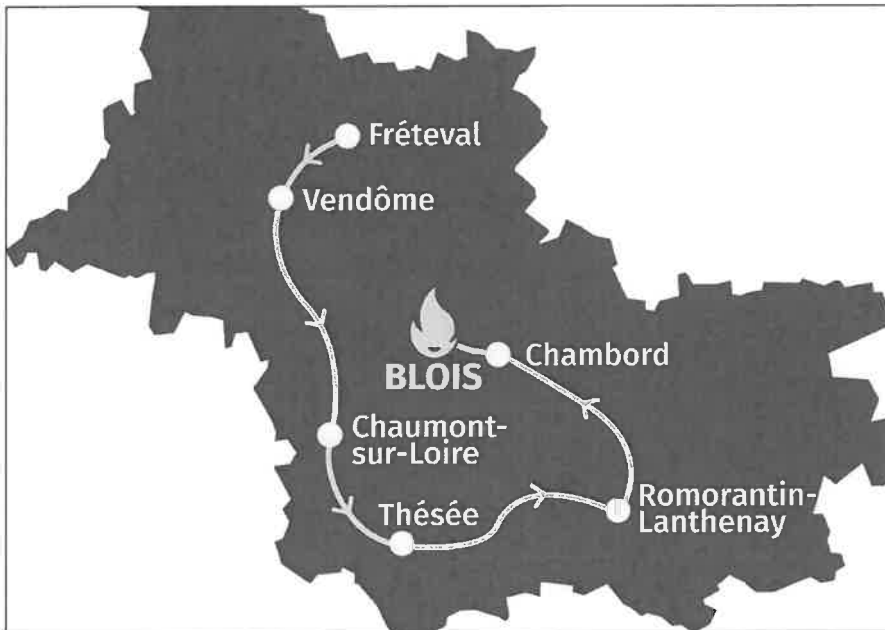 Fréteval
Vendôme
Chambord
BLOIS
Chaumont-
sur-Loire
Thésée
Romorantin-
Lanthenay